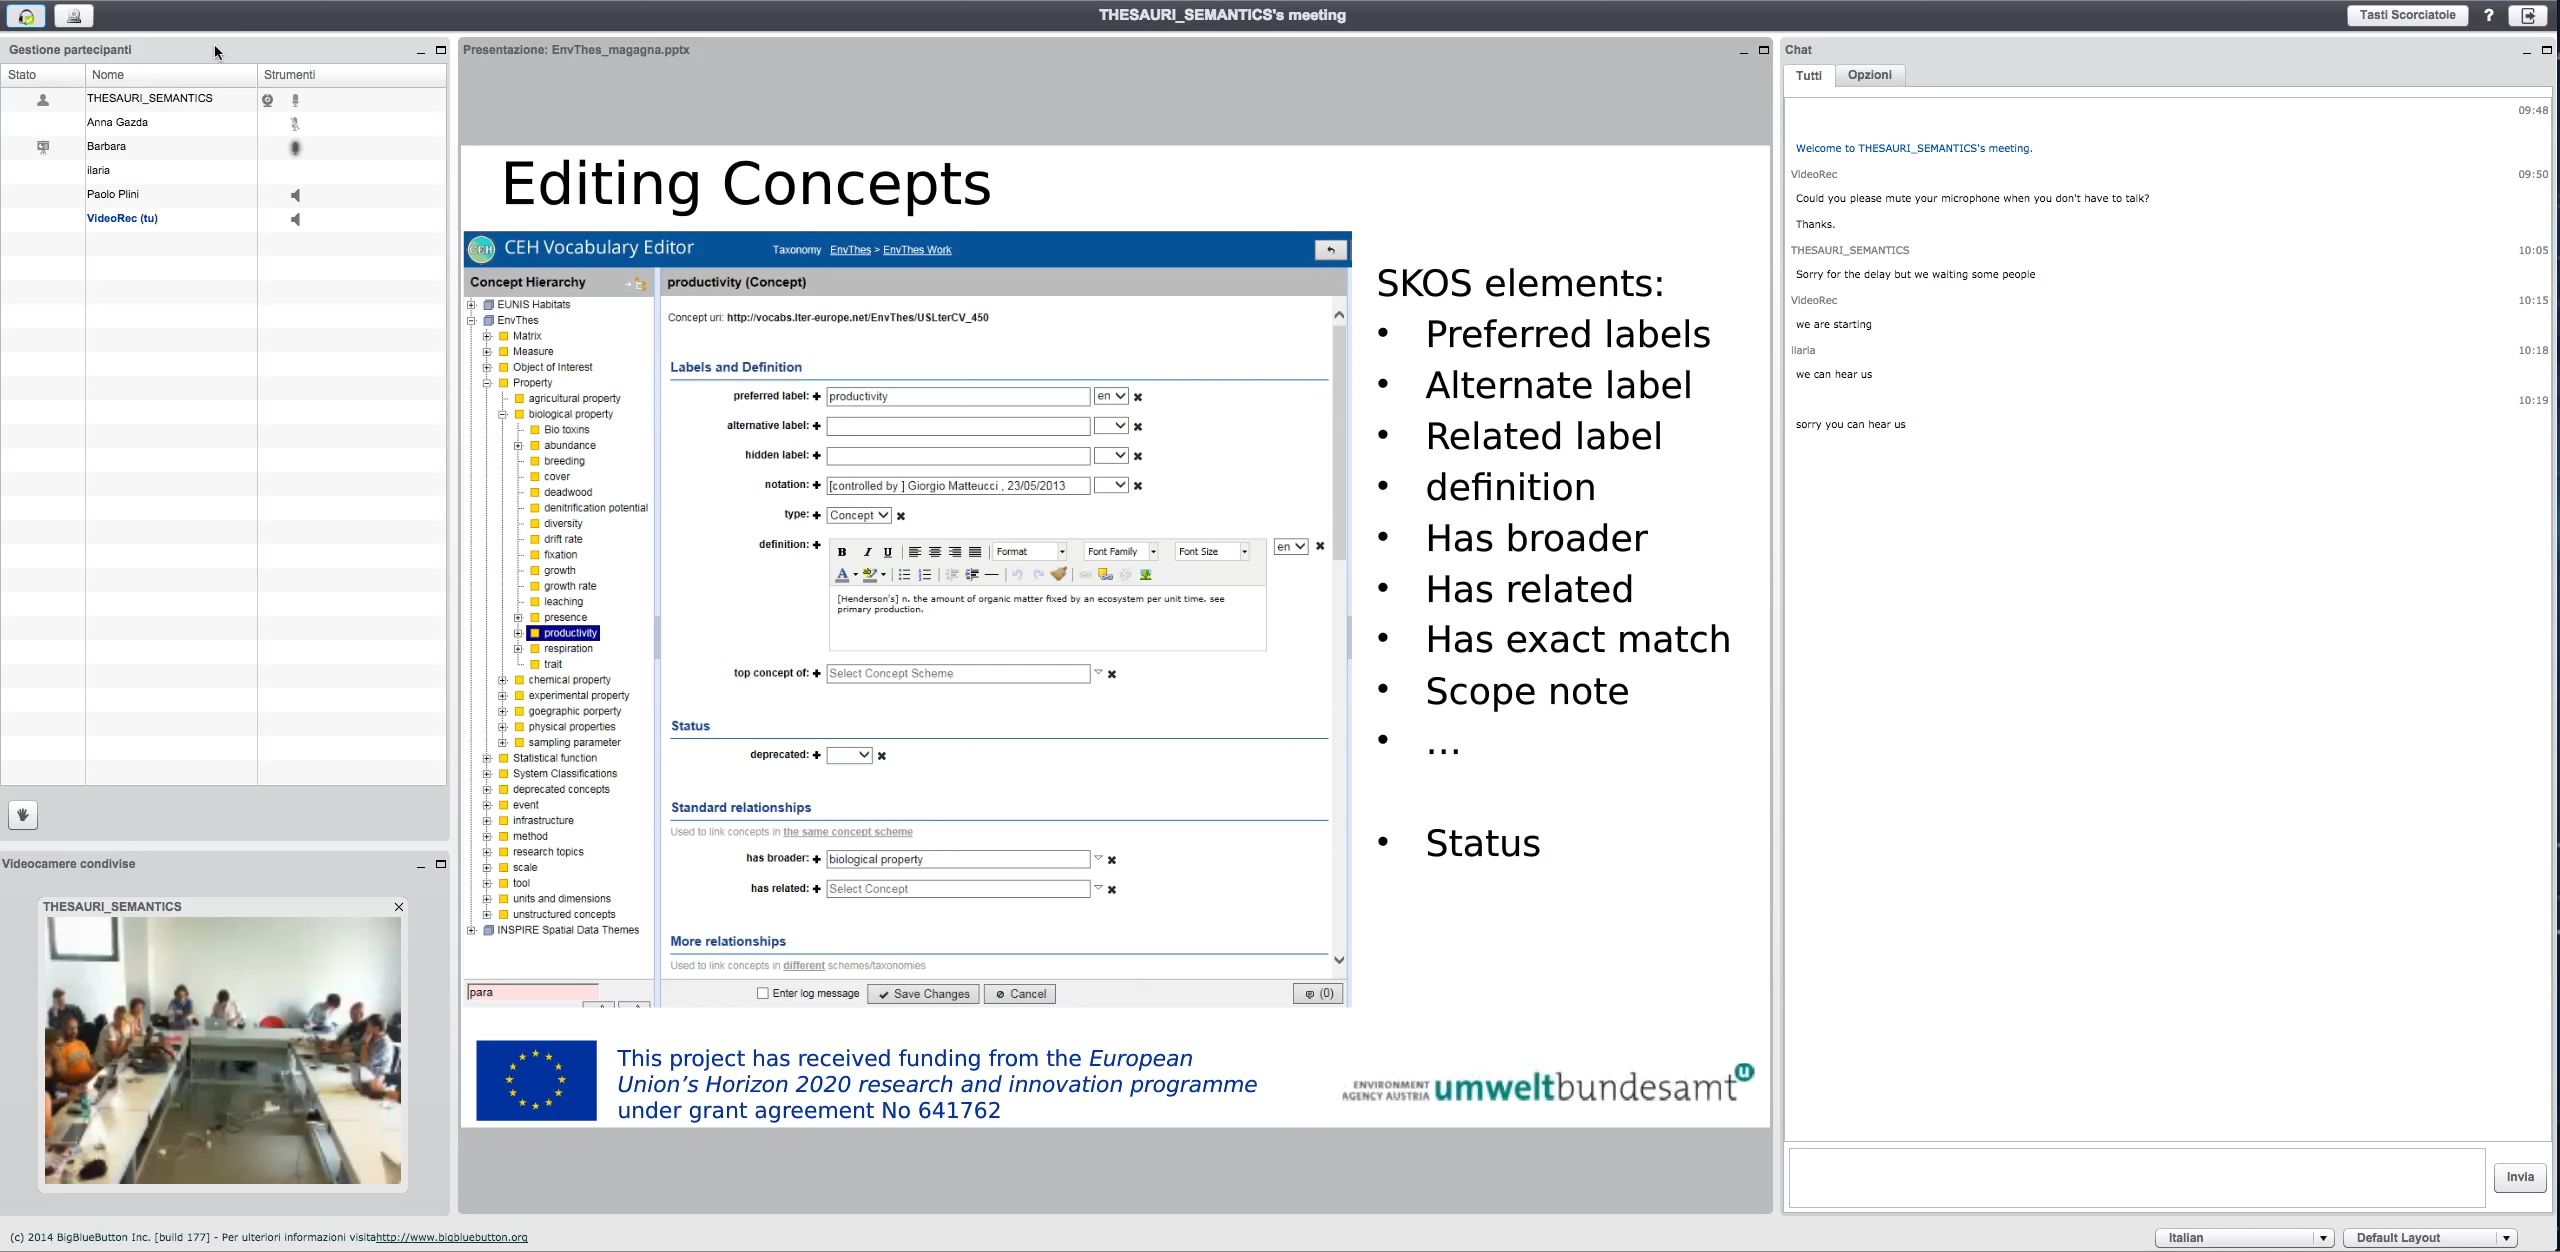 THESAURI_SEMANTICS's meeting
Tasti Scorciatoie
?
Gestione partecipanti
Stato Nome Strumenti
THESAURI_SEMANTICS
Anna Gazda
Barbara
ilaria
Paolo Plini
VideoRec (tu)
Videocamere condivise
THESAURI_SEMANTICS
Presentazione: EnvThes_magagna.pptx
Editing Concepts
CEH
CEH Vocabulary Editor
Taxonomy EnvThes > EnvThes Work
Concept Hierarchy
EUNIS Habitats
EnvThes
Matrix
Measure
Object of Interest
Property
agricultural property
biological property
Bio toxins
abundance
breeding
cover
deadwood
denitrification potential
diversity
drift rate
fixation
growth
growth rate
leaching
presence
productivity
respiration
trait
chemical property
experimental property
goegraphic porperty
physical properties
sampling parameter
Statistical function
System Classifications
deprecated concepts
event
infrastructure
method
research topics
scale
tool
units and dimensions
unstructured concepts
INSPIRE Spatial Data Themes
para
productivity (Concept)
Concept uri: http://vocabs.lter-europe.net/EnvThes/USLterCV_450
Labels and Definition
preferred label: productivity en
alternative label:
hidden label:
notation: [controlled by ] Giorgio Matteucci , 23/05/2013
type: Concept
definition: B I U Format Font Family Font Size en
[Henderson's] n. the amount of organic matter fixed by an ecosystem per unit time. see
primary production.
top concept of: Select Concept Scheme
Status
deprecated:
Standard relationships
Used to link concepts in the same concept scheme
has broader: biological property
has related: Select Concept
More relationships
Used to link concepts in different schemes/taxonomies
Enter log message Save Changes Cancel (0)
SKOS elements:
• Preferred labels
• Alternate label
• Related label
• definition
• Has broader
• Has related
• Has exact match
• Scope note
• ...
• Status
This project has received funding from the European
Union's Horizon 2020 research and innovation programme
under grant agreement No 641762
ENVIRONMENT
AGENCY AUSTRIA umweltbundesamt
Chat
Tutti Opzioni
09:48
Welcome to THESAURI_SEMANTICS's meeting.
VideoRec 09:50
Could you please mute your microphone when you don't have to talk?
Thanks.
THESAURI_SEMANTICS 10:05
Sorry for the delay but we waiting some people
VideoRec 10:15
we are starting
ilaria 10:18
we can hear us
10:19
sorry you can hear us
Invia
(c) 2014 BigBlueButton Inc. [build 177] - Per ulteriori informazioni visitahttp://www.bigbluebutton.org
Italian Default Layout